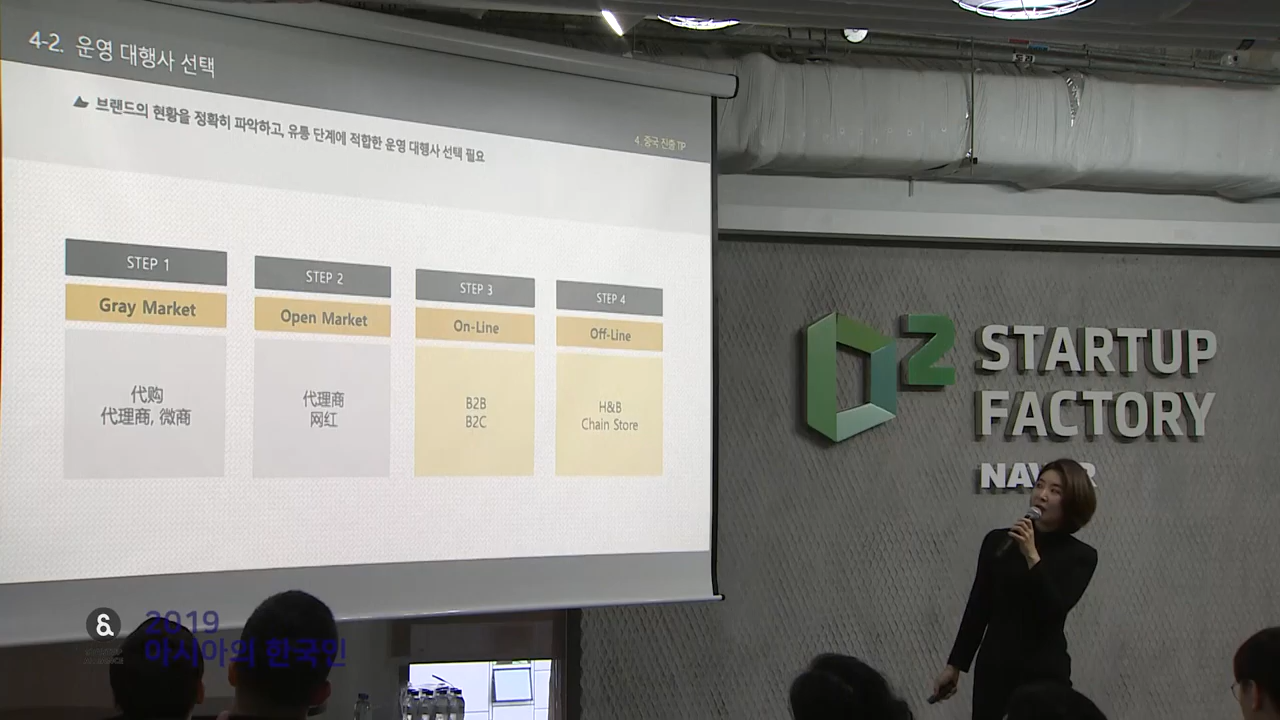 4-2. 운영 대행사 선택
브랜드의 현황을 정확히 파악하고, 유통 단계에 적합한 운영 대행사 선택 필요
4. 중국 진출 TIP
STEP 1
Gray Market
代购
代理商, 微商
STEP 2
Open Market
代理商
网红
STEP 3
On-Line
B2B
B2C
STEP 4
Off-Line
H&B
Chain Store
D2 STARTUP
FACTORY
NAVER
&
2019
아시아의 한국인